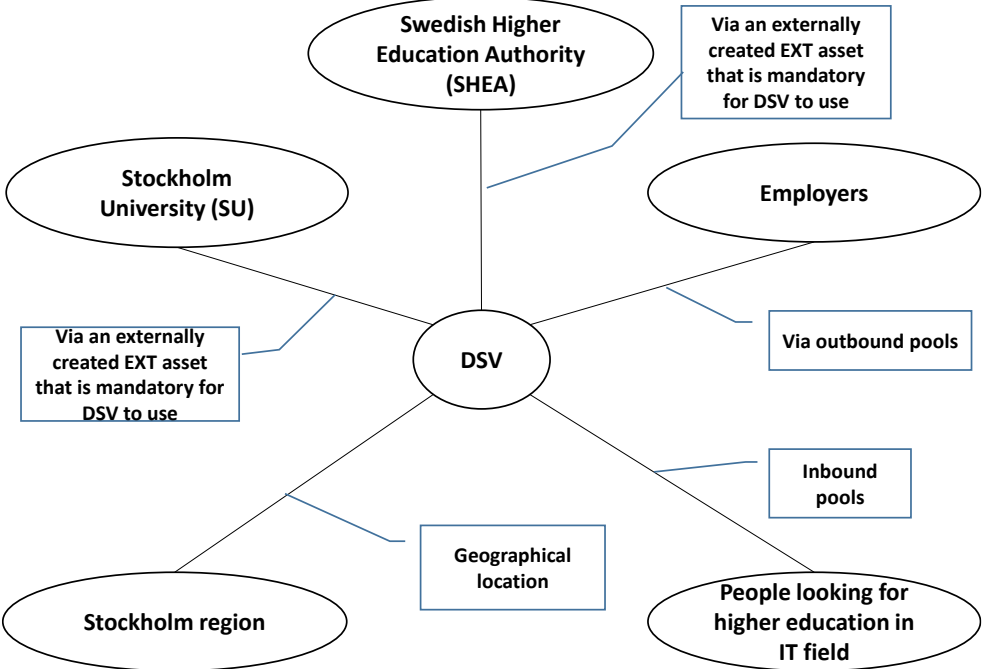 Swedish Higher
Education Authority
(SHEA)
Via an externally
created EXT asset
that is mandatory
for DSV to use
Stockholm
University (SU)
Employers
Via an externally
created EXT asset
that is mandatory for
DSV to use
DSV
Via outbound pools
Inbound
pools
Geographical
location
Stockholm region
People looking for
higher education in
IT field